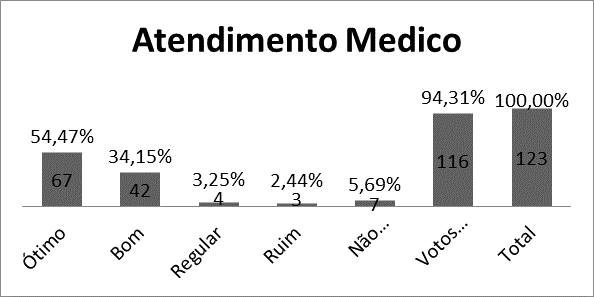 Atendimento Medico
94,31% 100,00%
54,47%
34,15%
3,25% 2,44% 5,69%
67 42 4 3 7 116 123
Ótimo Bom Regular Ruim Não... Votos... Total